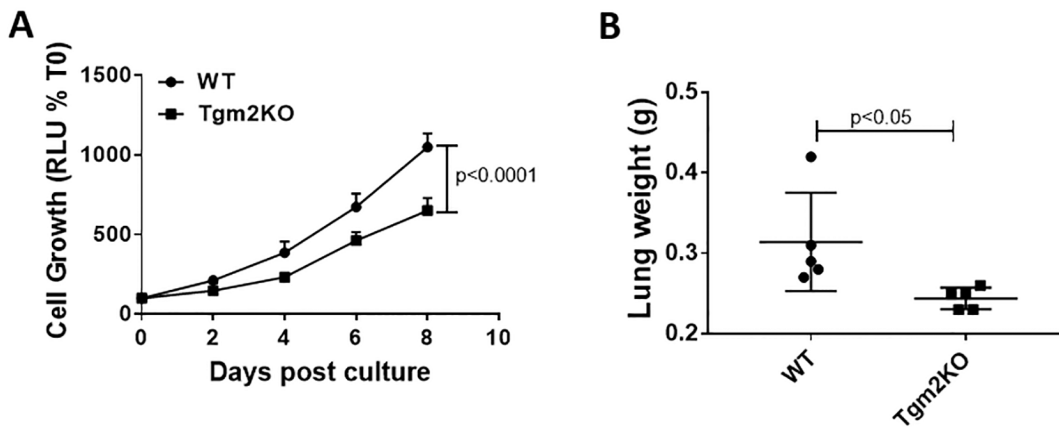 A
Cell Growth (RLU % T0)
1500
1000
500
0
WT
Tgm2KO
p<0.0001
0 2 4 6 8 10
Days post culture
B
Lung weight (g)
0.5
0.4
0.3
0.2
p<0.05
WT
Tgm2KO